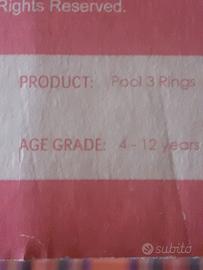 Rights Reserved.
PRODUCT: Pool 3 Rings
AGE GRADE: 4 - 12 years
subito